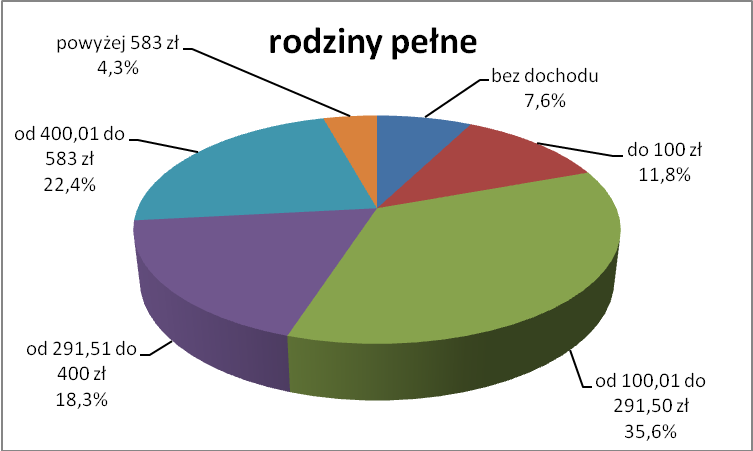 rodziny pełne
powyżej 583 zł
4,3%
bez dochodu
7,6%
od 400,01 do
583 zł
22,4%
do 100 zł
11,8%
od 291,51 do
400 zł
18,3%
od 100,01 do
291,50 zł
35,6%